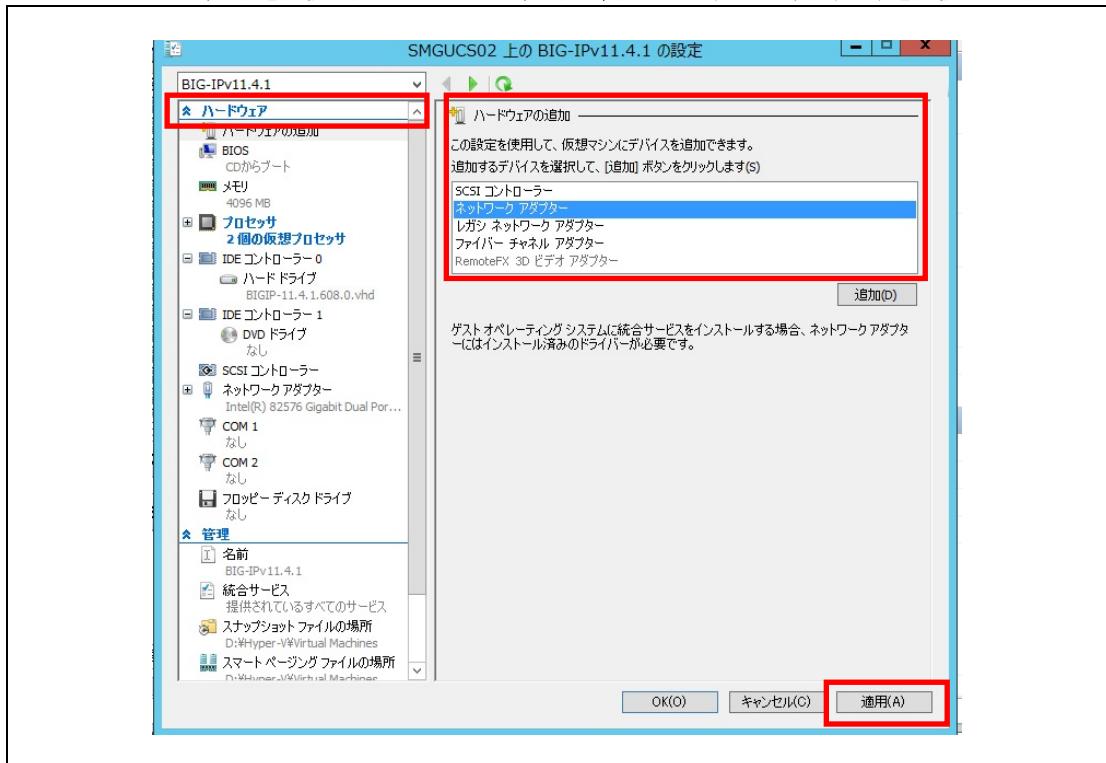 SMGUCS02 上の BIG-IPv11.4.1 の設定
BIG-IPv11.4.1
ハードウェア
ハードウェアの追加
BIOS
CDからブート
メモリ
4096 MB
プロセッサ
2 個の仮想プロセッサ
IDE コントローラー 0
ハード ドライブ
BIGIP-11.4.1.608.0.vhd
IDE コントローラー 1
DVD ドライブ
なし
SCSI コントローラー
ネットワーク アダプター
Intel(R) 82576 Gigabit Dual Por...
COM 1
なし
COM 2
なし
フロッピー ディスク ドライブ
なし
管理
名前
BIG-IPv11.4.1
統合サービス
提供されているすべてのサービス
スナップショット ファイルの場所
D:¥Hyper-V¥Virtual Machines
スマート ページング ファイルの場所
D:¥Hyper-V¥Virtual Machines
ハードウェアの追加
この設定を使用して、仮想マシンにデバイスを追加できます。
追加するデバイスを選択して、[追加] ボタンをクリックします(S)
SCSI コントローラー
ネットワーク アダプター
レガシ ネットワーク アダプター
ファイバー チャネル アダプター
RemoteFX 3D ビデオ アダプター
追加(D)
ゲスト オペレーティング システムに統合サービスをインストールする場合、ネットワーク アダプタ
ーにはインストール済みのドライバーが必要です。
OK(O)
キャンセル(C)
適用(A)